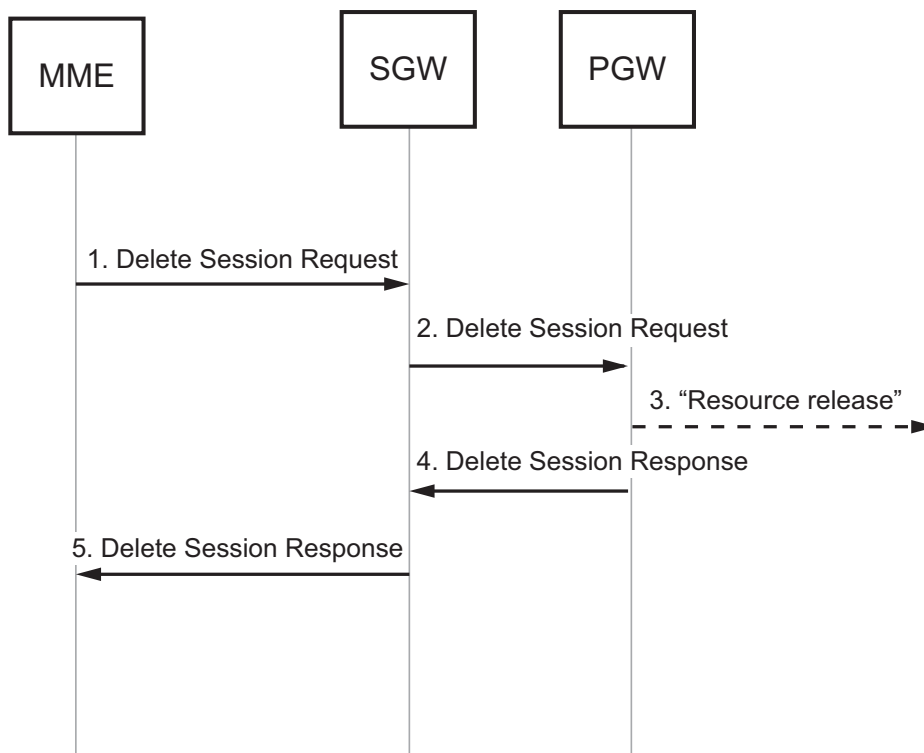 MME
SGW
PGW
1. Delete Session Request
2. Delete Session Request
3. “Resource release”
4. Delete Session Response
5. Delete Session Response